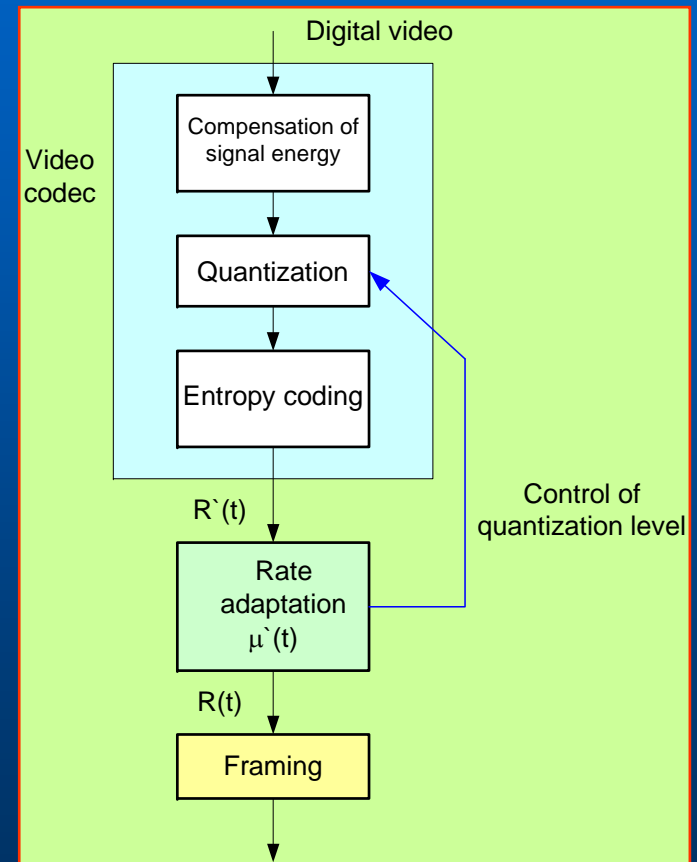 Digital video
Compensation of
signal energy
Video
codec
Quantization
Entropy coding
R`(t)
Control of
quantization level
Rate
adaptation
μ`(t)
R(t)
Framing